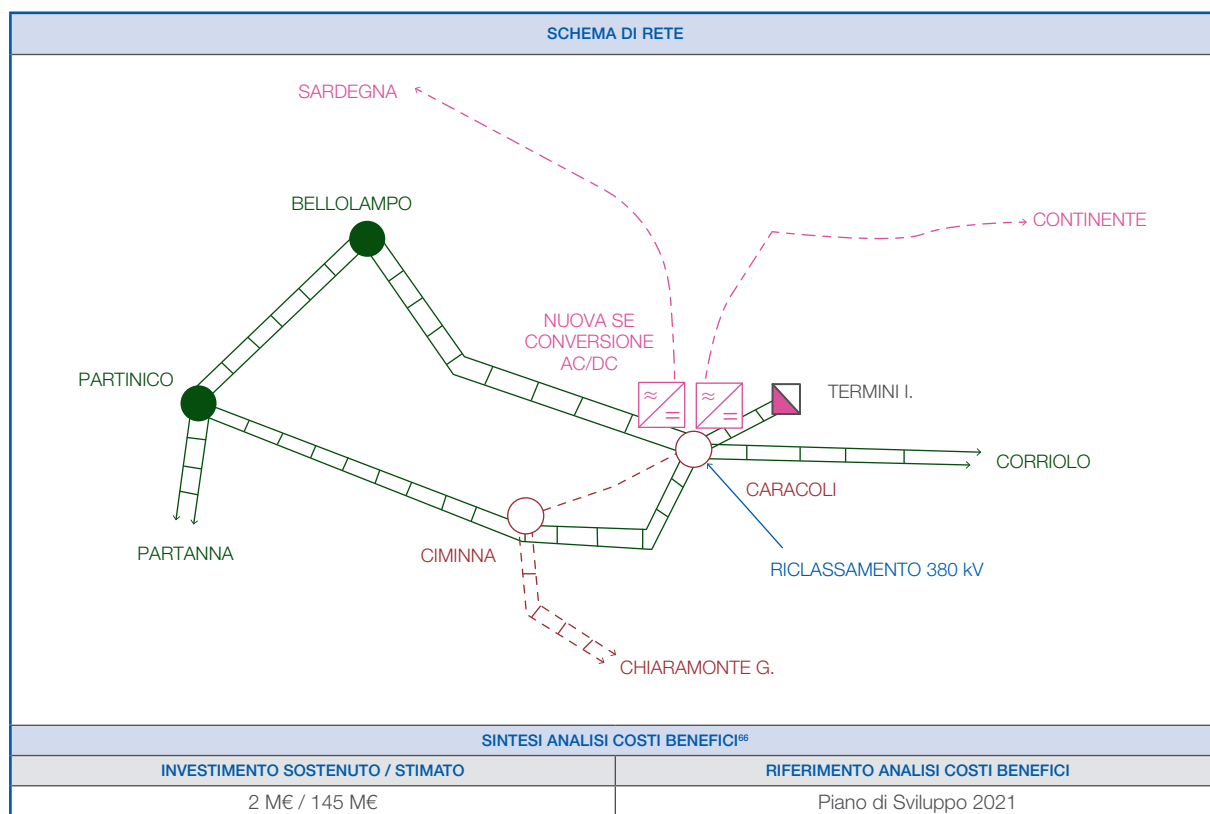 SCHEMA DI RETE
SARDEGNA
BELLOLAMPO
CONTINENTE
NUOVA SE
CONVERSIONE
AC/DC
PARTINICO
TERMINI I.
CORRIOLO
CARACOLI
PARTANNA
CIMINNA
RICLASSAMENTO 380 kV
CHIARAMONTE G.
SINTESI ANALISI COSTI BENEFICI⁶⁶
INVESTIMENTO SOSTENUTO / STIMATO
RIFERIMENTO ANALISI COSTI BENEFICI
2 M€ / 145 M€
Piano di Sviluppo 2021